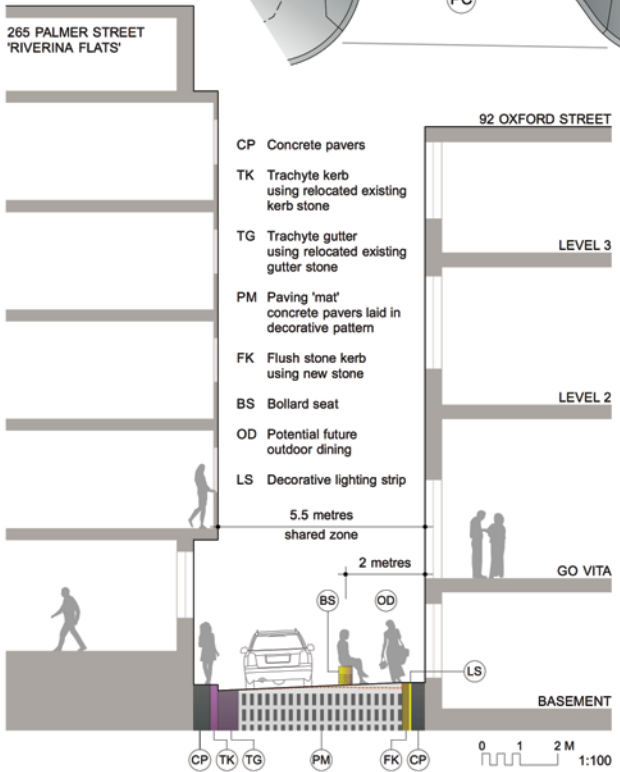 PC
265 PALMER STREET
'RIVERINA FLATS'
92 OXFORD STREET
CP Concrete pavers
TK Trachyte kerb
using relocated existing
kerb stone
TG Trachyte gutter
using relocated existing
gutter stone
PM Paving 'mat'
concrete pavers laid in
decorative pattern
FK Flush stone kerb
using new stone
BS Bollard seat
OD Potential future
outdoor dining
LS Decorative lighting strip
LEVEL 3
LEVEL 2
5.5 metres
shared zone
2 metres
GO VITA
BS
OD
LS
BASEMENT
CP
TK
TG
PM
FK
CP
0 1 2 M
1:100